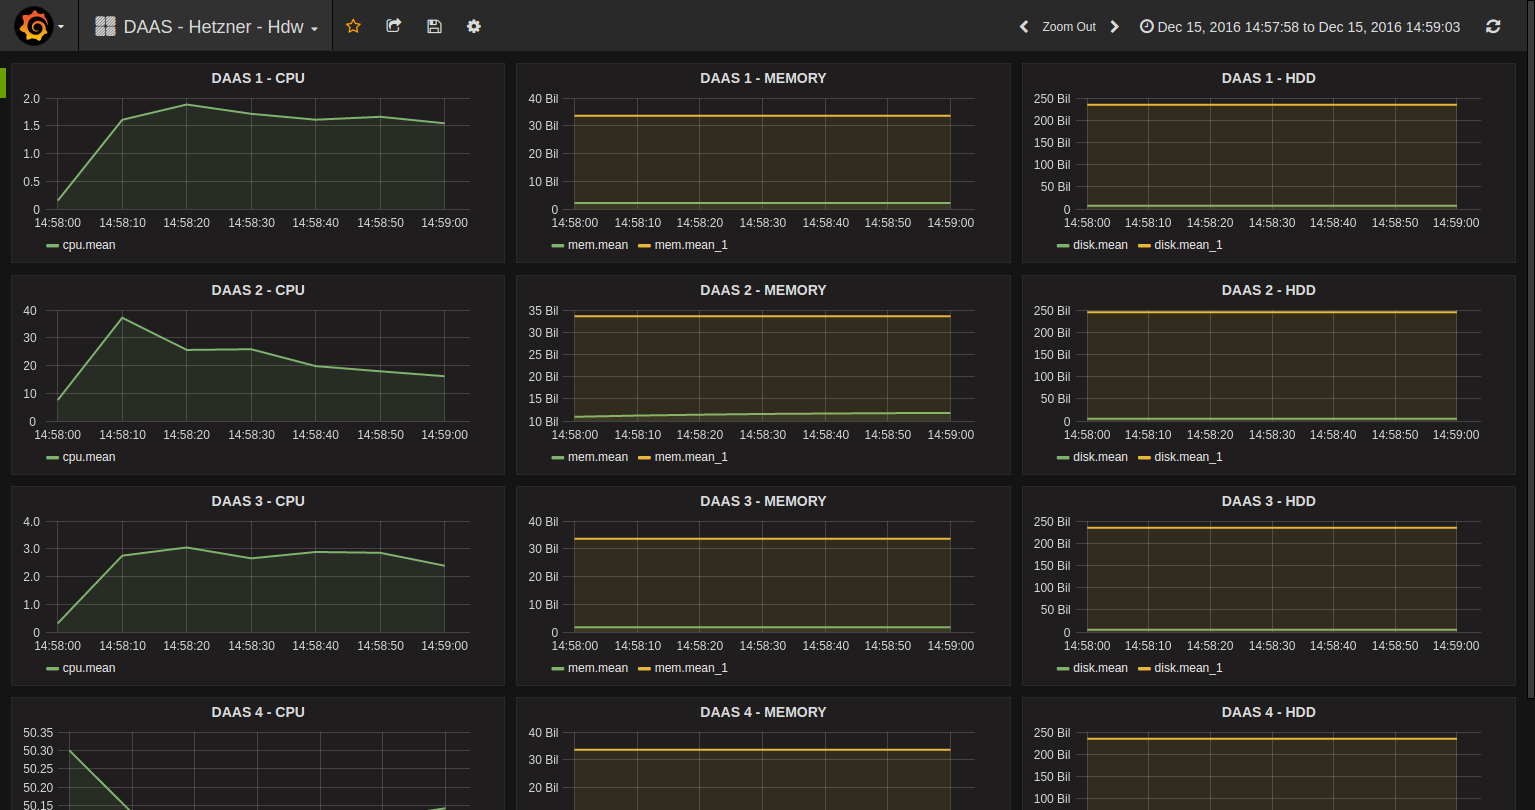 DAAS - Hetzner - Hdw
Zoom Out
Dec 15, 2016 14:57:58 to Dec 15, 2016 14:59:03
DAAS 1 - CPU
2.0
1.5
1.0
0.5
0
14:58:00 14:58:10 14:58:20 14:58:30 14:58:40 14:58:50 14:59:00
cpu.mean
DAAS 1 - MEMORY
40 Bil
30 Bil
20 Bil
10 Bil
0
14:58:00 14:58:10 14:58:20 14:58:30 14:58:40 14:58:50 14:59:00
mem.mean mem.mean_1
DAAS 1 - HDD
250 Bil
200 Bil
150 Bil
100 Bil
50 Bil
0
14:58:00 14:58:10 14:58:20 14:58:30 14:58:40 14:58:50 14:59:00
disk.mean disk.mean_1
DAAS 2 - CPU
40
30
20
10
0
14:58:00 14:58:10 14:58:20 14:58:30 14:58:40 14:58:50 14:59:00
cpu.mean
DAAS 2 - MEMORY
35 Bil
30 Bil
25 Bil
20 Bil
15 Bil
10 Bil
14:58:00 14:58:10 14:58:20 14:58:30 14:58:40 14:58:50 14:59:00
mem.mean mem.mean_1
DAAS 2 - HDD
250 Bil
200 Bil
150 Bil
100 Bil
50 Bil
0
14:58:00 14:58:10 14:58:20 14:58:30 14:58:40 14:58:50 14:59:00
disk.mean disk.mean_1
DAAS 3 - CPU
4.0
3.0
2.0
1.0
0
14:58:00 14:58:10 14:58:20 14:58:30 14:58:40 14:58:50 14:59:00
cpu.mean
DAAS 3 - MEMORY
40 Bil
30 Bil
20 Bil
10 Bil
0
14:58:00 14:58:10 14:58:20 14:58:30 14:58:40 14:58:50 14:59:00
mem.mean mem.mean_1
DAAS 3 - HDD
250 Bil
200 Bil
150 Bil
100 Bil
50 Bil
0
14:58:00 14:58:10 14:58:20 14:58:30 14:58:40 14:58:50 14:59:00
disk.mean disk.mean_1
DAAS 4 - CPU
50.35
50.30
50.25
50.20
50.15
DAAS 4 - MEMORY
40 Bil
30 Bil
20 Bil
DAAS 4 - HDD
250 Bil
200 Bil
150 Bil
100 Bil